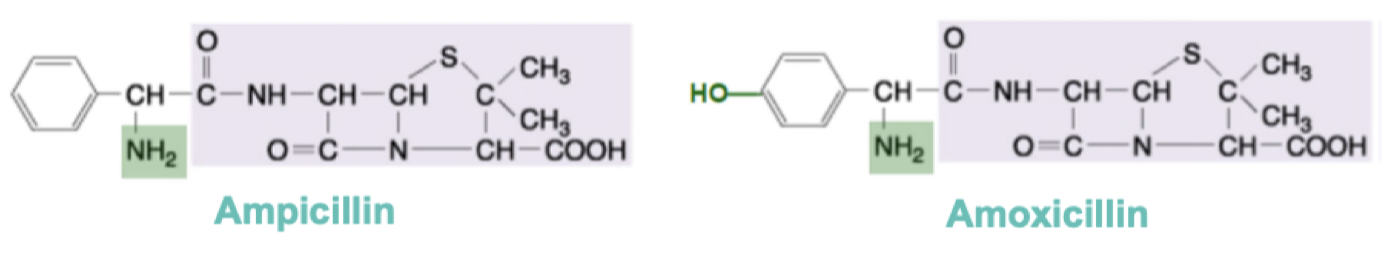 O
S
CH3
CH C NH CH CH C
CH3
NH2 O=C N CH COOH
Ampicillin
O
S
CH3
HO CH C NH CH CH C
CH3
NH2 O=C N CH COOH
Amoxicillin